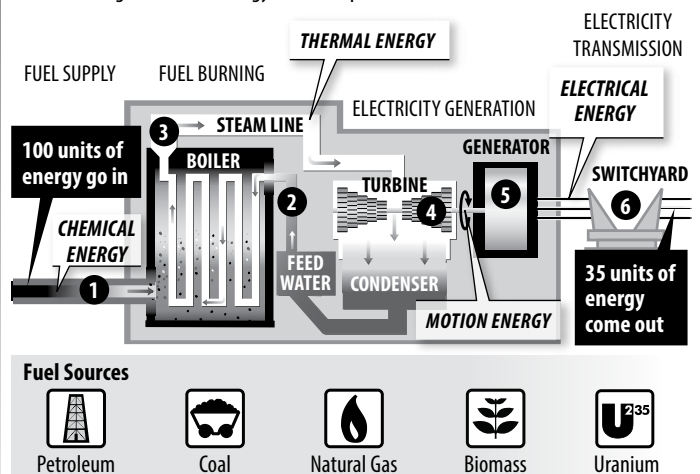 ELECTRICITY
TRANSMISSION
THERMAL ENERGY
FUEL SUPPLY
FUEL BURNING
ELECTRICAL
ENERGY
ELECTRICITY GENERATION
3
STEAM LINE
GENERATOR
100 units of
energy go in
BOILER
SWITCHYARD
TURBINE
2
4
5
6
CHEMICAL
ENERGY
FEED
WATER
CONDENSER
35 units of
energy
come out
1
MOTION ENERGY
Fuel Sources
U235
Petroleum
Coal
Natural Gas
Biomass
Uranium